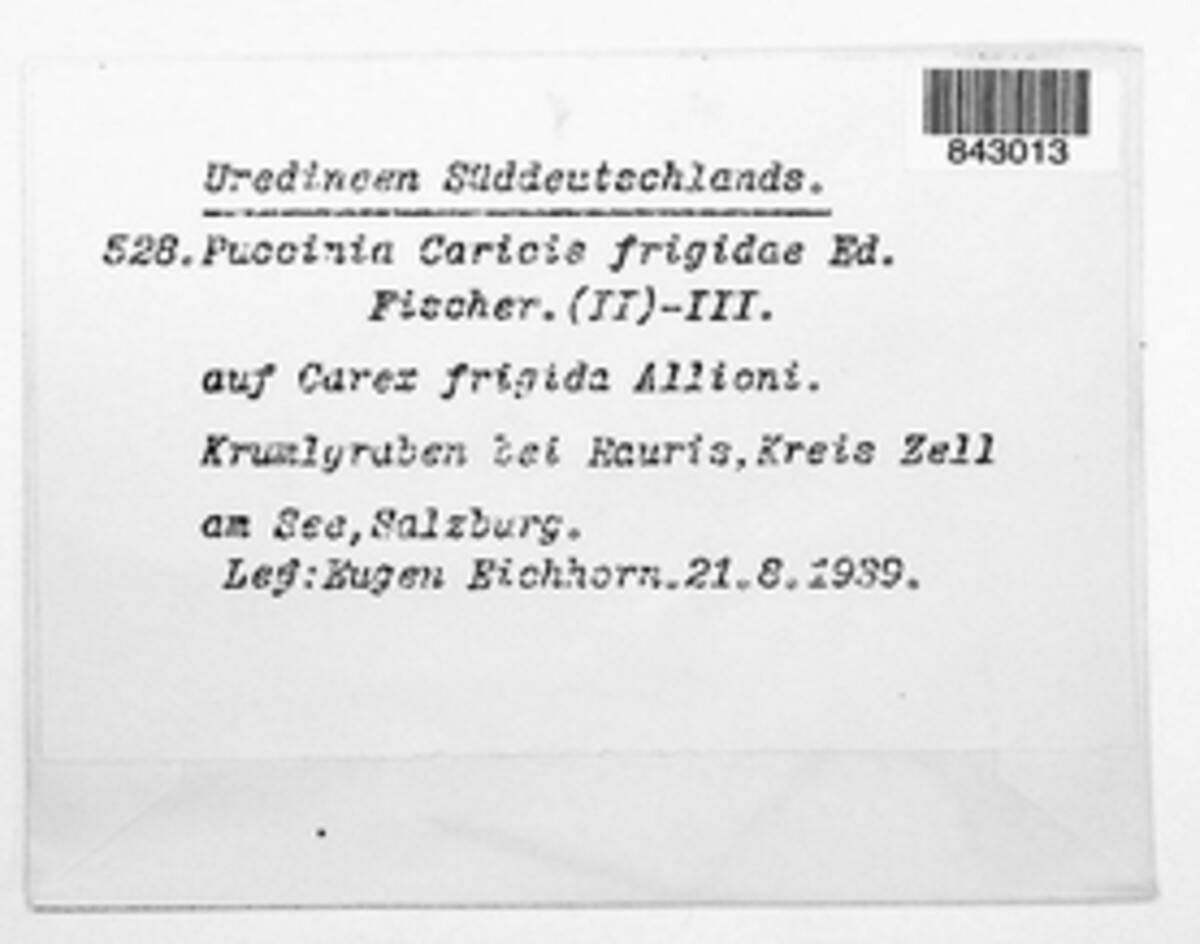 843013
Uredineen Süddeutschlands.
528. Puccinia Caricis frigidae Ed.
Fischer. (II)-III.
auf Carex frigida Allioni.
Krumlgraben bei Rauris, Kreis Zell
am See, Salzburg.
Leg: Eugen Eichhorn. 21.8.1939.